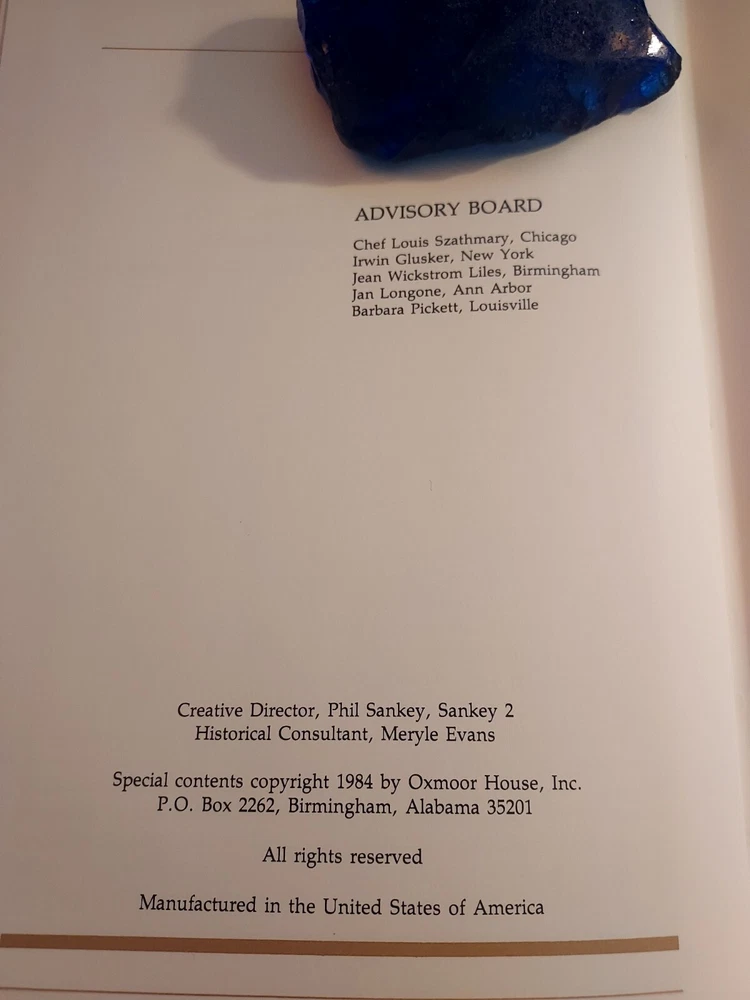 ADVISORY BOARD
Chef Louis Szathmary, Chicago
Irwin Glusker, New York
Jean Wickstrom Liles, Birmingham
Jan Longone, Ann Arbor
Barbara Pickett, Louisville
Creative Director, Phil Sankey, Sankey 2
Historical Consultant, Meryle Evans
Special contents copyright 1984 by Oxmoor House, Inc.
P.O. Box 2262, Birmingham, Alabama 35201
All rights reserved
Manufactured in the United States of America